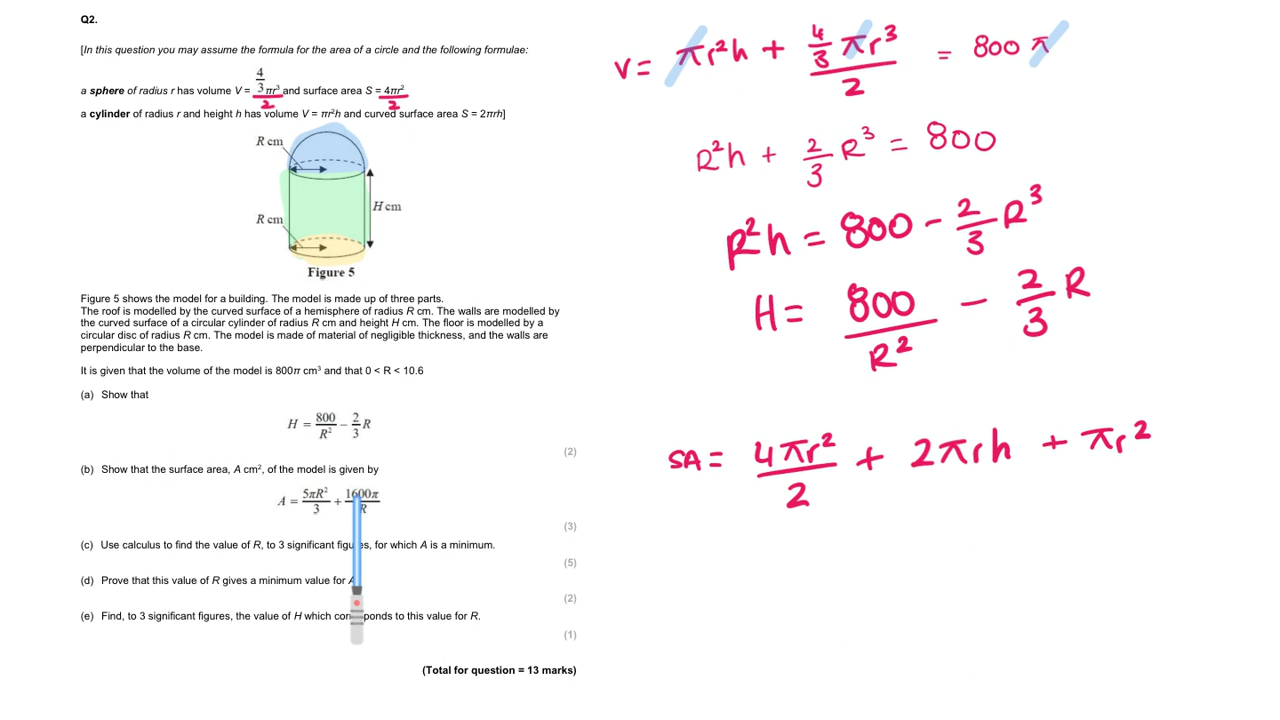 Q2.
[In this question you may assume the formula for the area of a circle and the following formulae:
a sphere of radius r has volume V = 4/3 πr³ and surface area S = 4πr²
2 2
a cylinder of radius r and height h has volume V = πr²h and curved surface area S = 2πrh]
R cm
H cm
R cm
Figure 5
Figure 5 shows the model for a building. The model is made up of three parts.
The roof is modelled by the curved surface of a hemisphere of radius R cm. The walls are modelled by
the curved surface of a circular cylinder of radius R cm and height H cm. The floor is modelled by a
circular disc of radius R cm. The model is made of material of negligible thickness, and the walls are
perpendicular to the base.
It is given that the volume of the model is 800π cm³ and that 0 < R < 10.6
(a) Show that
H = 800/R² - 2/3 R
(2)
(b) Show that the surface area, A cm², of the model is given by
A = 5πR²/3 + 1600π/R
(3)
(c) Use calculus to find the value of R, to 3 significant figures, for which A is a minimum.
(5)
(d) Prove that this value of R gives a minimum value for A
(2)
(e) Find, to 3 significant figures, the value of H which corresponds to this value for R.
(1)
(Total for question = 13 marks)
V = πr²h + 4/3 πr³ / 2 = 800 π
R²h + 2/3 R³ = 800
R²h = 800 - 2/3 R³
H = 800/R² - 2/3 R
SA = 4πr²/2 + 2πrh + πr²